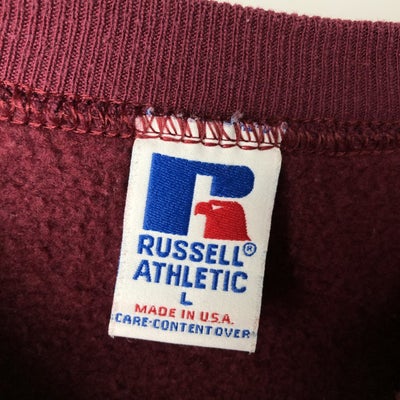 RUSSELL®
ATHLETIC
L
MADE IN U.S.A.
CARE-CONTENT OVER